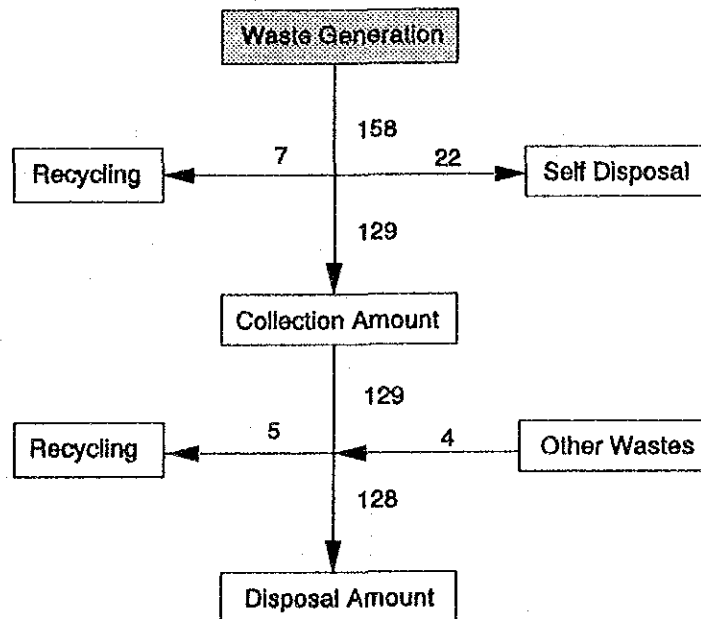 Waste Generation
158
7
22
Recycling
Self Disposal
129
Collection Amount
129
5
4
Recycling
Other Wastes
128
Disposal Amount